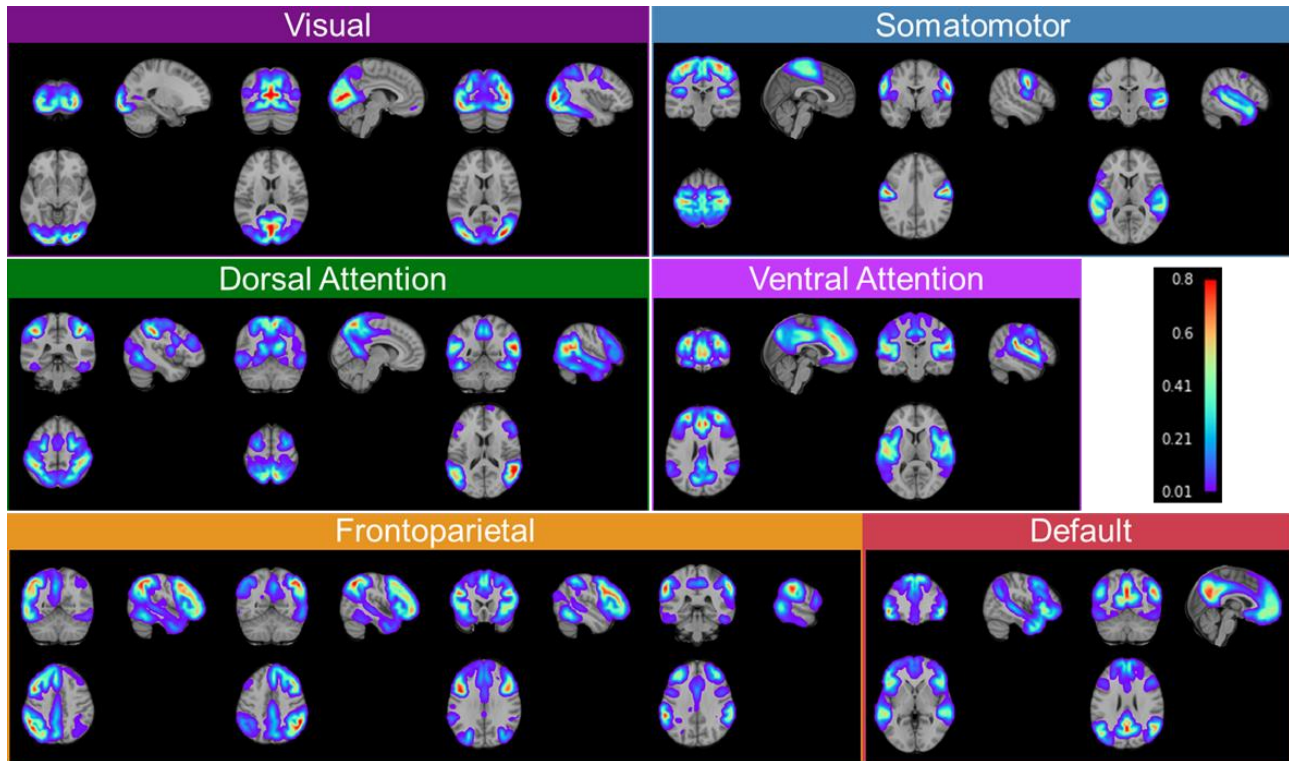 Visual
Somatomotor
Dorsal Attention
Ventral Attention
0.8
0.6
0.41
0.21
0.01
Frontoparietal
Default